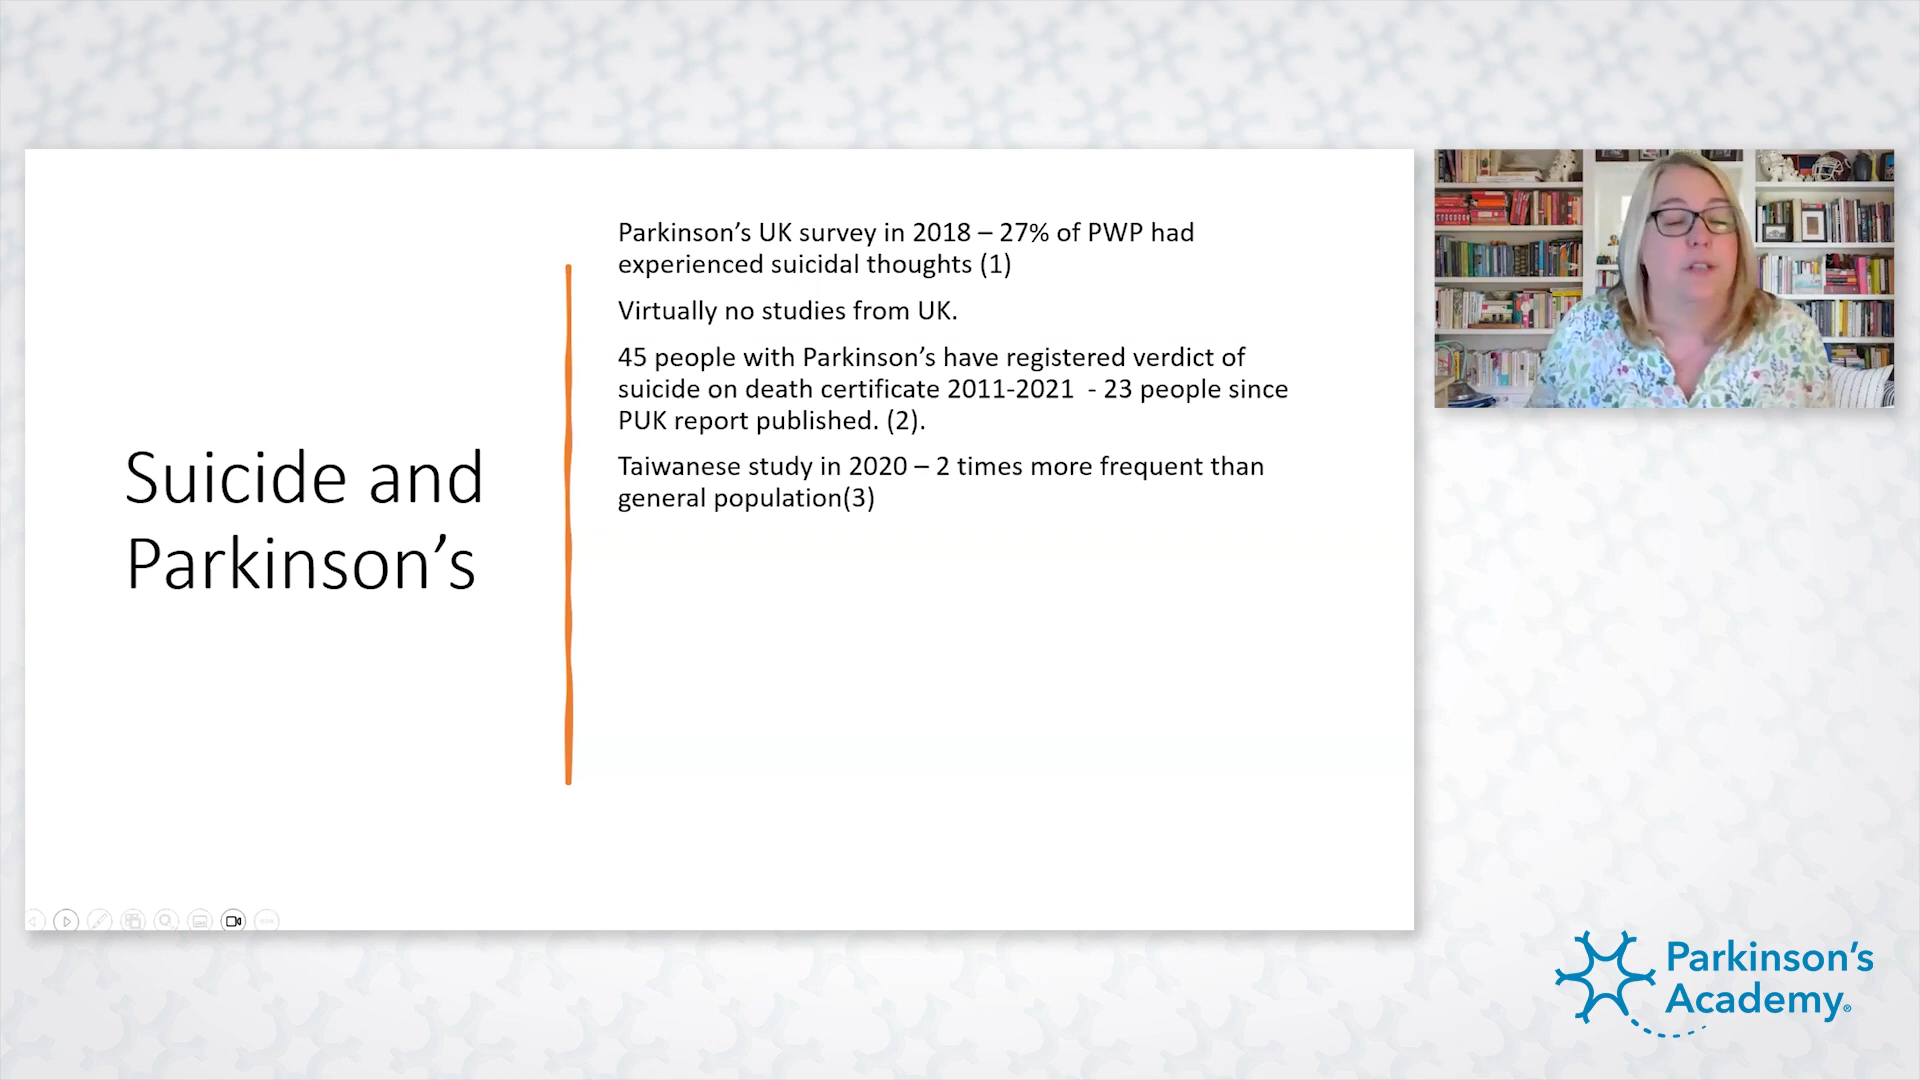 Suicide and
Parkinson’s
Parkinson’s UK survey in 2018 – 27% of PWP had
experienced suicidal thoughts (1)
Virtually no studies from UK.
45 people with Parkinson’s have registered verdict of
suicide on death certificate 2011-2021  - 23 people since
PUK report published. (2).
Taiwanese study in 2020 – 2 times more frequent than
general population(3)
Parkinson’s
Academy®